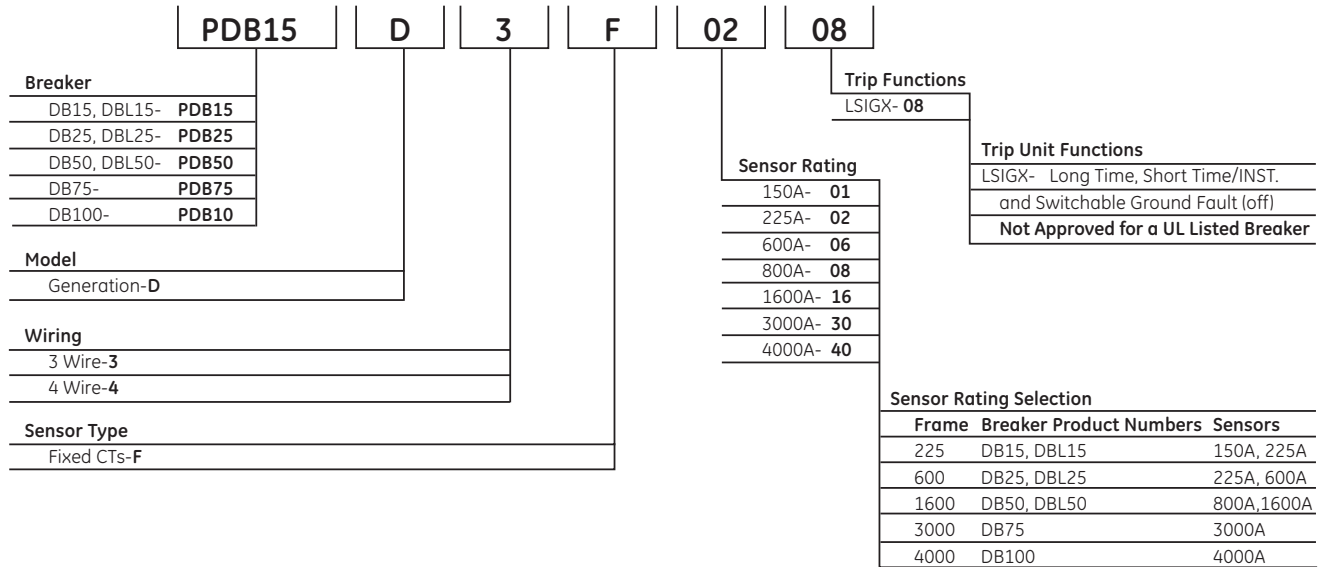 PDB15 D 3 F 02 08
Breaker
DB15, DBL15- PDB15
DB25, DBL25- PDB25
DB50, DBL50- PDB50
DB75- PDB75
DB100- PDB10
Model
Generation-D
Wiring
3 Wire-3
4 Wire-4
Sensor Type
Fixed CTs-F
Trip Functions
LSIGX- 08
Trip Unit Functions
LSIGX- Long Time, Short Time/INST.
and Switchable Ground Fault (off)
Not Approved for a UL Listed Breaker
Sensor Rating
150A- 01
225A- 02
600A- 06
800A- 08
1600A- 16
3000A- 30
4000A- 40
Sensor Rating Selection
Frame Breaker Product Numbers Sensors
225 DB15, DBL15 150A, 225A
600 DB25, DBL25 225A, 600A
1600 DB50, DBL50 800A,1600A
3000 DB75 3000A
4000 DB100 4000A